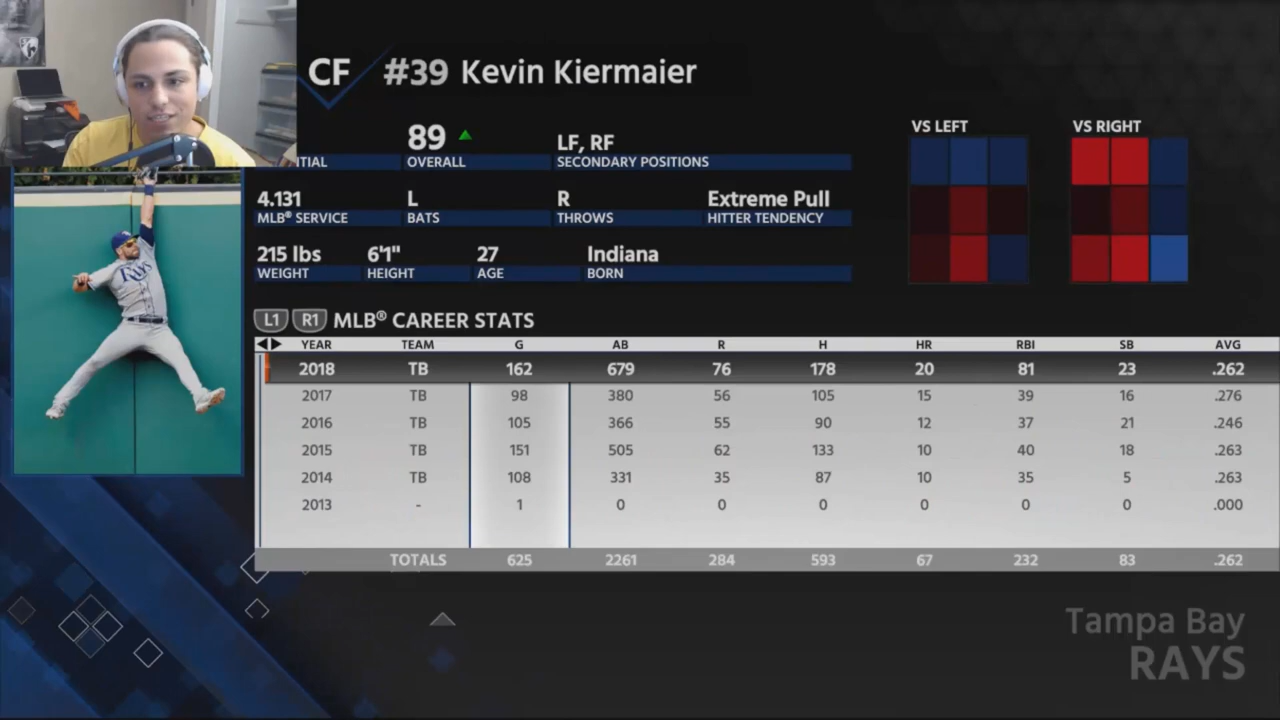 CF #39 Kevin Kiermaier
89 LF, RF
TIAL OVERALL SECONDARY POSITIONS
4.131 L R Extreme Pull
MLB® SERVICE BATS THROWS HITTER TENDENCY
215 lbs 6'1" 27 Indiana
WEIGHT HEIGHT AGE BORN
VS LEFT VS RIGHT
RAYS
L1 R1 MLB® CAREER STATS
YEAR TEAM G AB R H HR RBI SB AVG
2018 TB 162 679 76 178 20 81 23 .262
2017 TB 98 380 56 105 15 39 16 .276
2016 TB 105 366 55 90 12 37 21 .246
2015 TB 151 505 62 133 10 40 18 .263
2014 TB 108 331 35 87 10 35 5 .263
2013 - 1 0 0 0 0 0 0 .000
TOTALS 625 2261 284 593 67 232 83 .262
Tampa Bay
RAYS